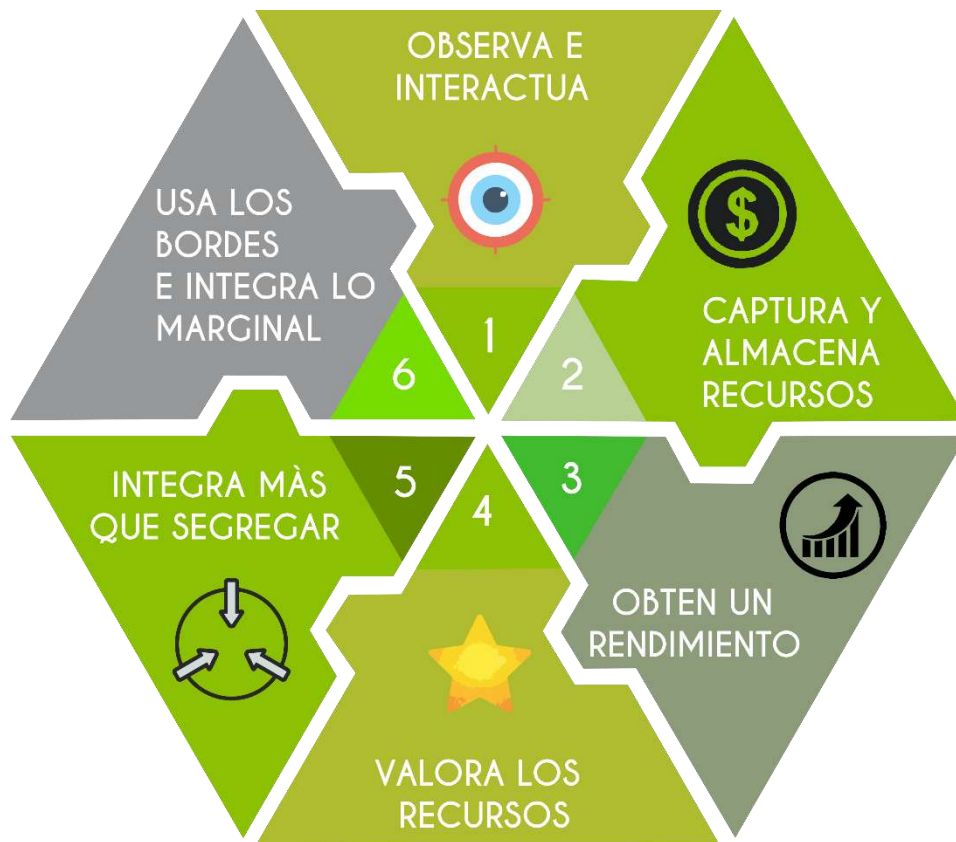 OBSERVA E
INTERACTUA
1
2
CAPTURA Y
ALMACENA
RECURSOS
3
OBTEN UN
RENDIMIENTO
4
VALORA LOS
RECURSOS
5
INTEGRA MÀS
QUE SEGREGAR
6
USA LOS
BORDES
E INTEGRA LO
MARGINAL
$